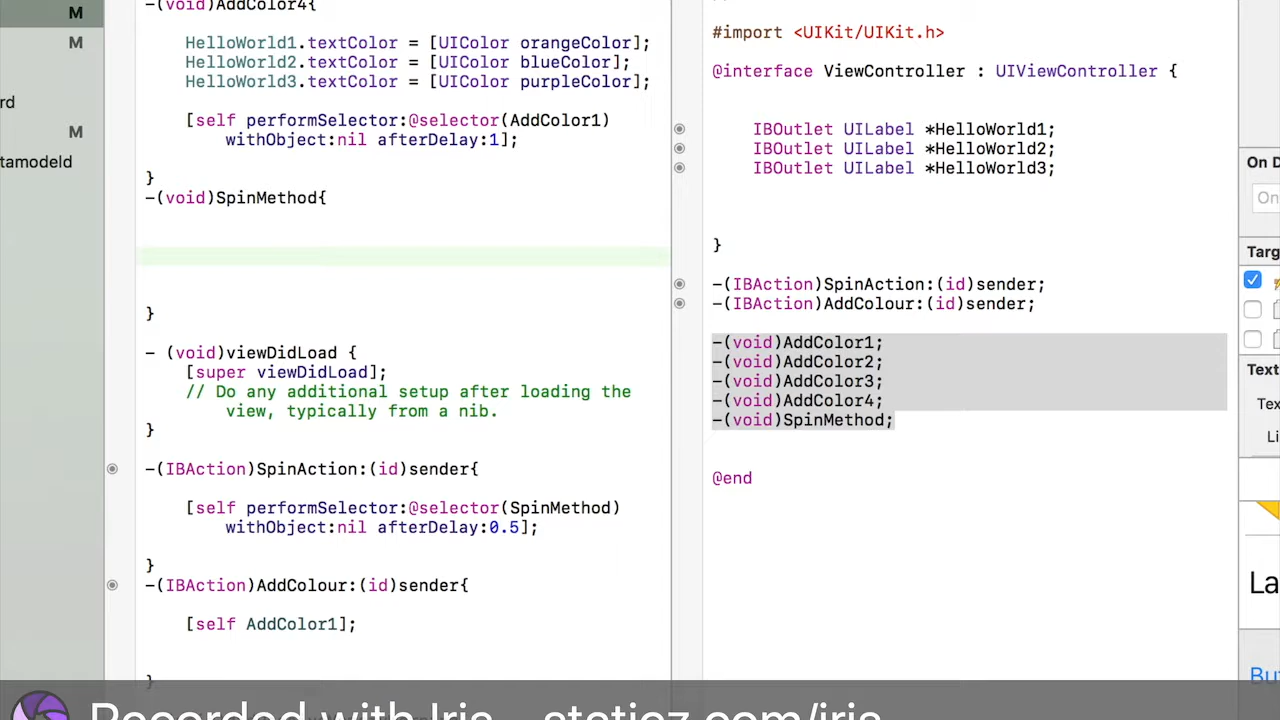 M
M
rd
M
tamodeld
-(void)AddColor4{
HelloWorld1.textColor = [UIColor orangeColor];
HelloWorld2.textColor = [UIColor blueColor];
HelloWorld3.textColor = [UIColor purpleColor];
[self performSelector:@selector(AddColor1)
withObject:nil afterDelay:1];
}
-(void)SpinMethod{
}
- (void)viewDidLoad {
[super viewDidLoad];
// Do any additional setup after loading the
view, typically from a nib.
}
-(IBAction)SpinAction:(id)sender{
[self performSelector:@selector(SpinMethod)
withObject:nil afterDelay:0.5];
}
-(IBAction)AddColour:(id)sender{
[self AddColor1];
}
#import <UIKit/UIKit.h>
@interface ViewController : UIViewController {
IBOutlet UILabel *HelloWorld1;
IBOutlet UILabel *HelloWorld2;
IBOutlet UILabel *HelloWorld3;
}
-(IBAction)SpinAction:(id)sender;
-(IBAction)AddColour:(id)sender;
-(void)AddColor1;
-(void)AddColor2;
-(void)AddColor3;
-(void)AddColor4;
-(void)SpinMethod;
@end
On D
On
Targ
Text
Tex
Li
La
Bu
Recorded with Iris - staticz.com/iris